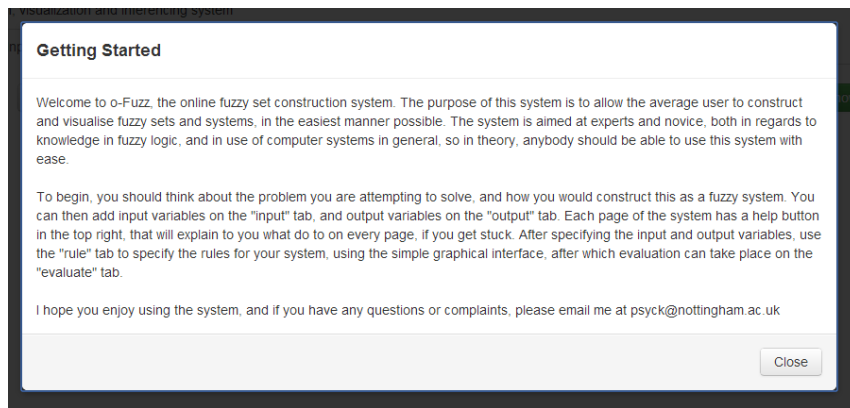 visualization and inferencing system
Getting Started
Welcome to o-Fuzz, the online fuzzy set construction system. The purpose of this system is to allow the average user to construct
and visualise fuzzy sets and systems, in the easiest manner possible. The system is aimed at experts and novice, both in regards to
knowledge in fuzzy logic, and in use of computer systems in general, so in theory, anybody should be able to use this system with
ease.
To begin, you should think about the problem you are attempting to solve, and how you would construct this as a fuzzy system. You
can then add input variables on the "input" tab, and output variables on the "output" tab. Each page of the system has a help button
in the top right, that will explain to you what do to on every page, if you get stuck. After specifying the input and output variables, use
the "rule" tab to specify the rules for your system, using the simple graphical interface, after which evaluation can take place on the
"evaluate" tab.
I hope you enjoy using the system, and if you have any questions or complaints, please email me at psyck@nottingham.ac.uk
Close